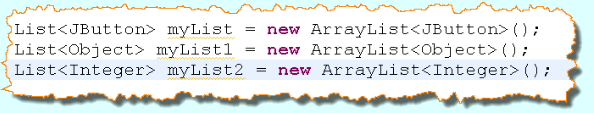 List<JButton> myList = new ArrayList<JButton>();
List<Object> myList1 = new ArrayList<Object>();
List<Integer> myList2 = new ArrayList<Integer>();